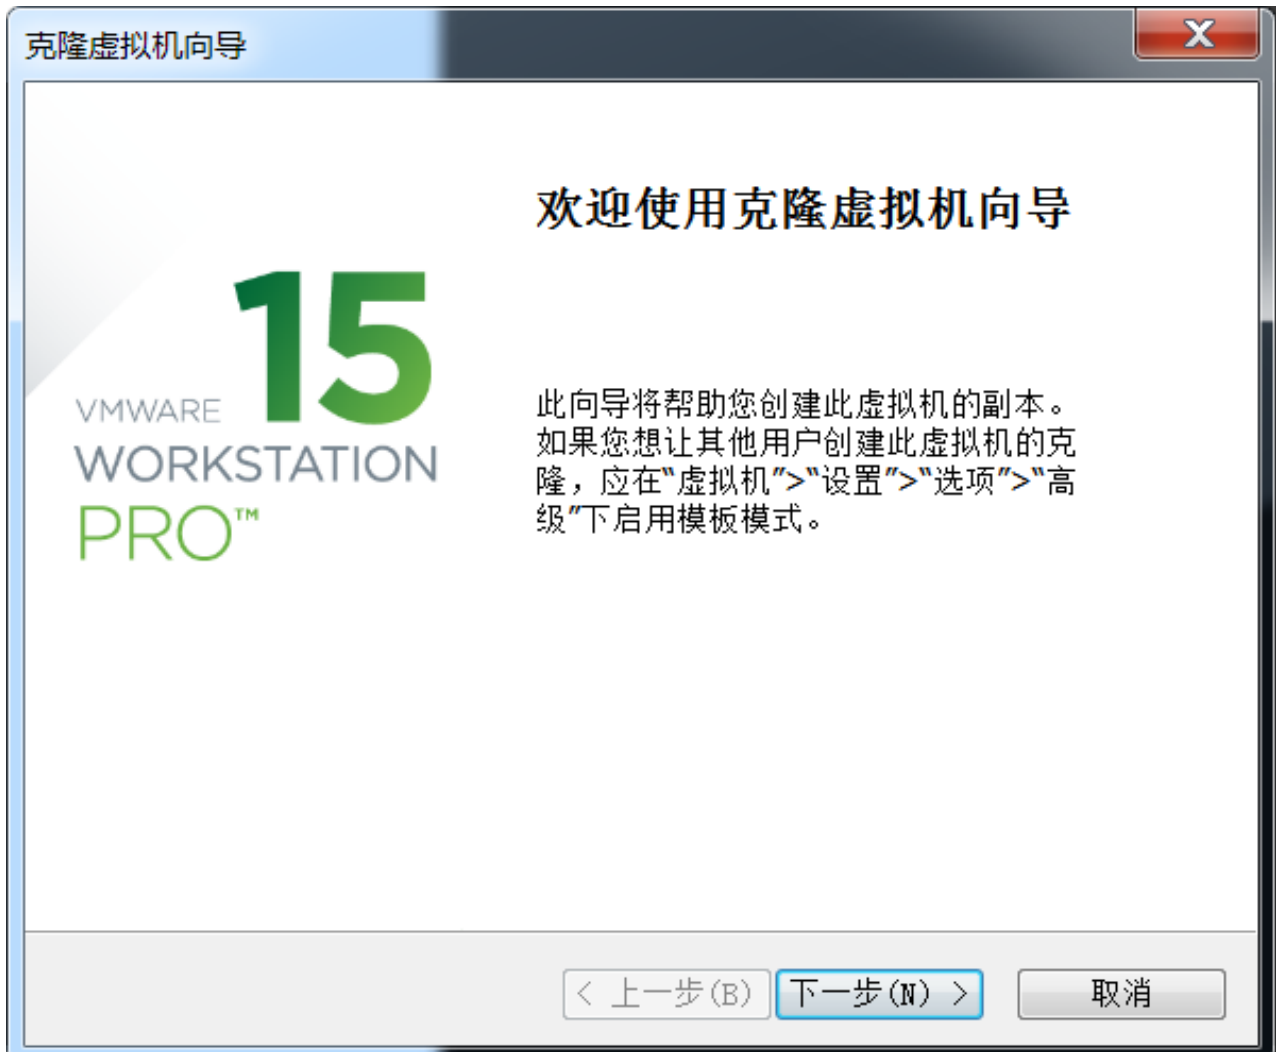 克隆虚拟机向导
X
欢迎使用克隆虚拟机向导
15
VMWARE
WORKSTATION
PRO™
此向导将帮助您创建此虚拟机的副本。
如果您想让其他用户创建此虚拟机的克
隆，应在“虚拟机”>“设置”>“选项”>“高
级”下启用模板模式。
< 上一步(B)
下一步(N) >
取消